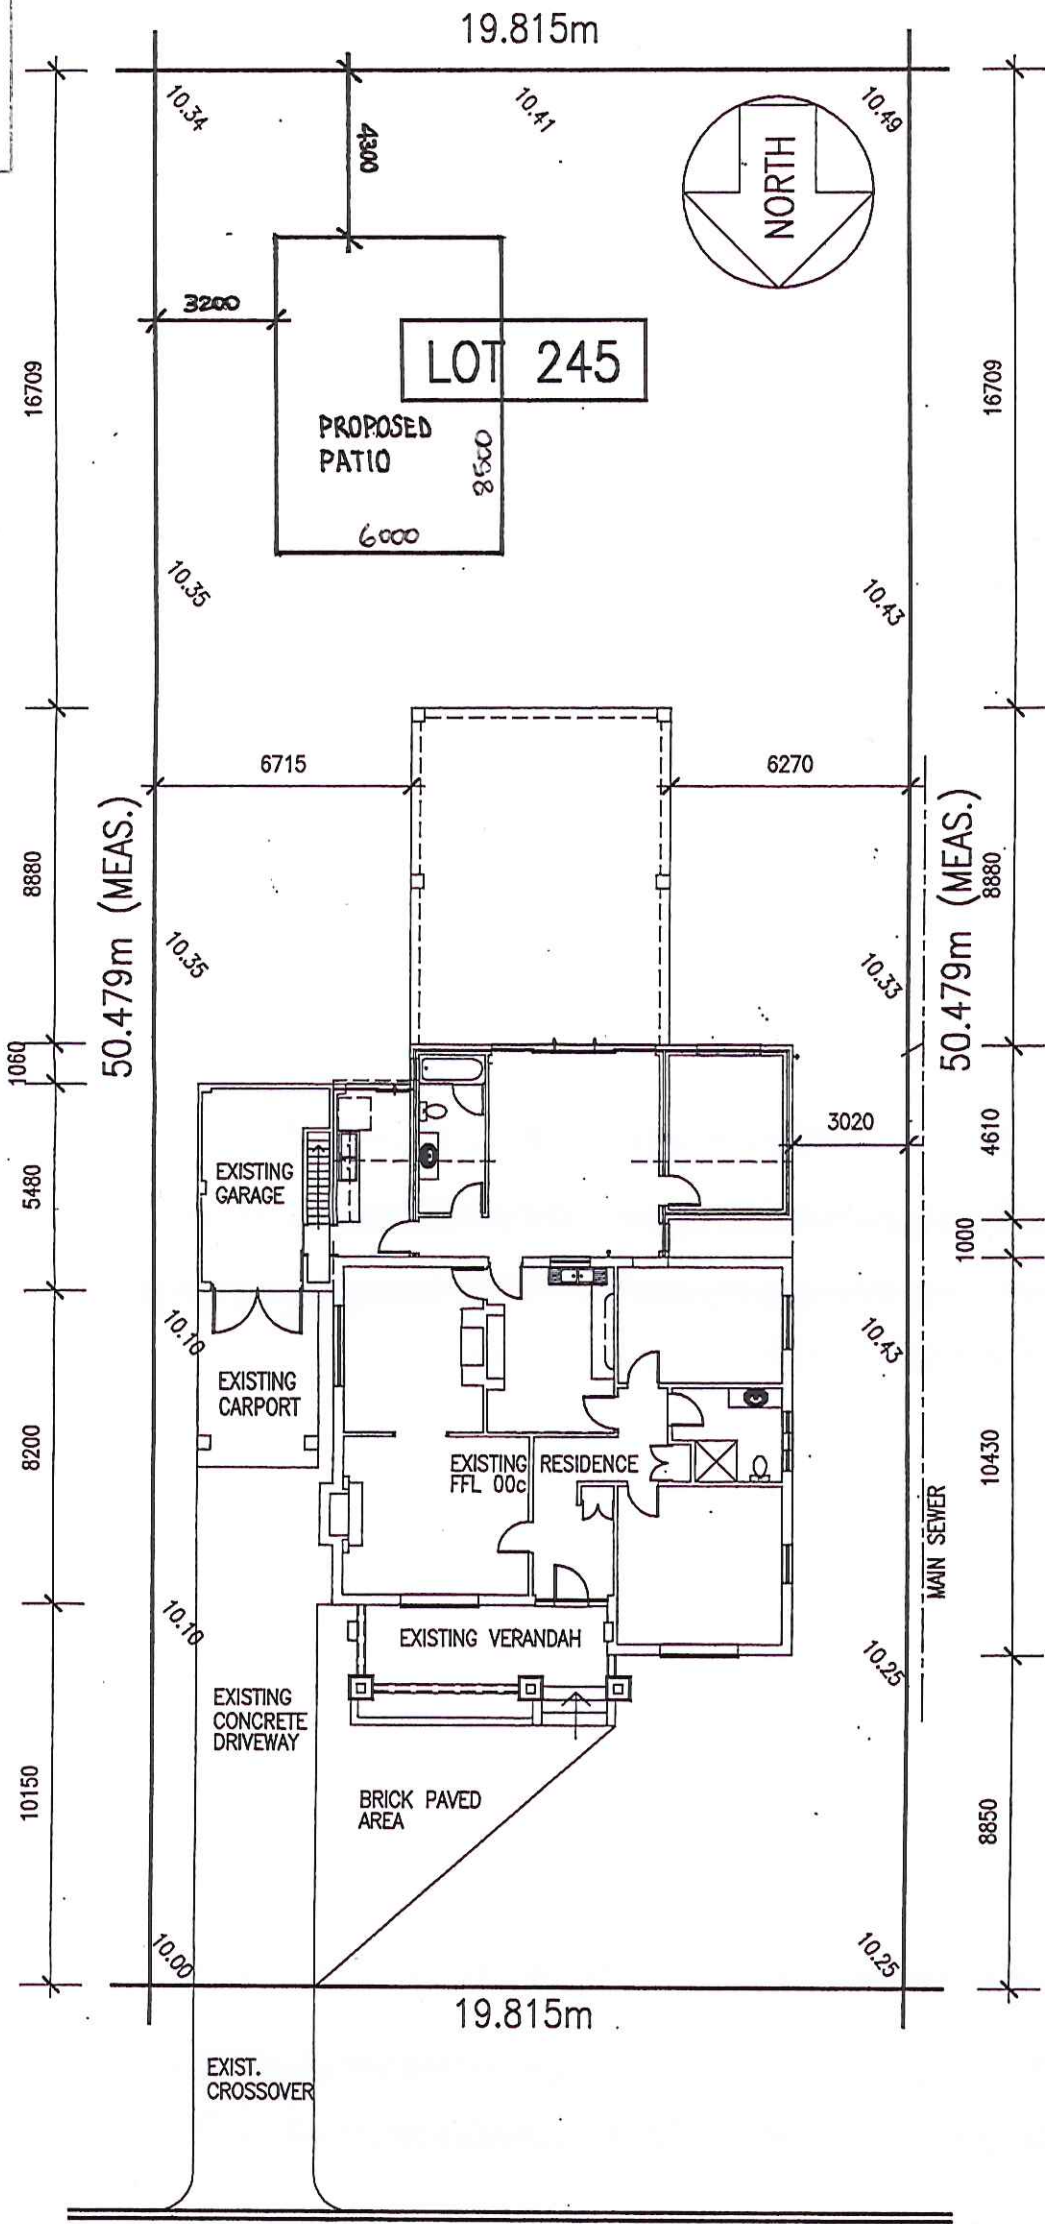 19.815m
10.34
10.41
10.49
4300
NORTH
3200
LOT 245
16709
16709
PROPOSED
PATIO
8500
6000
10.35
10.43
6715
6270
50.479m (MEAS.)
50.479m (MEAS.)
8880
8880
10.35
10.33
1060
3020
4610
EXISTING
GARAGE
5480
1000
10.10
10.43
EXISTING
CARPORT
8200
10430
EXISTING RESIDENCE
FFL 00c
MAIN SEWER
10.10
EXISTING VERANDAH
10.25
EXISTING
CONCRETE
DRIVEWAY
10150
BRICK PAVED
AREA
8850
10.00
10.25
19.815m
EXIST.
CROSSOVER